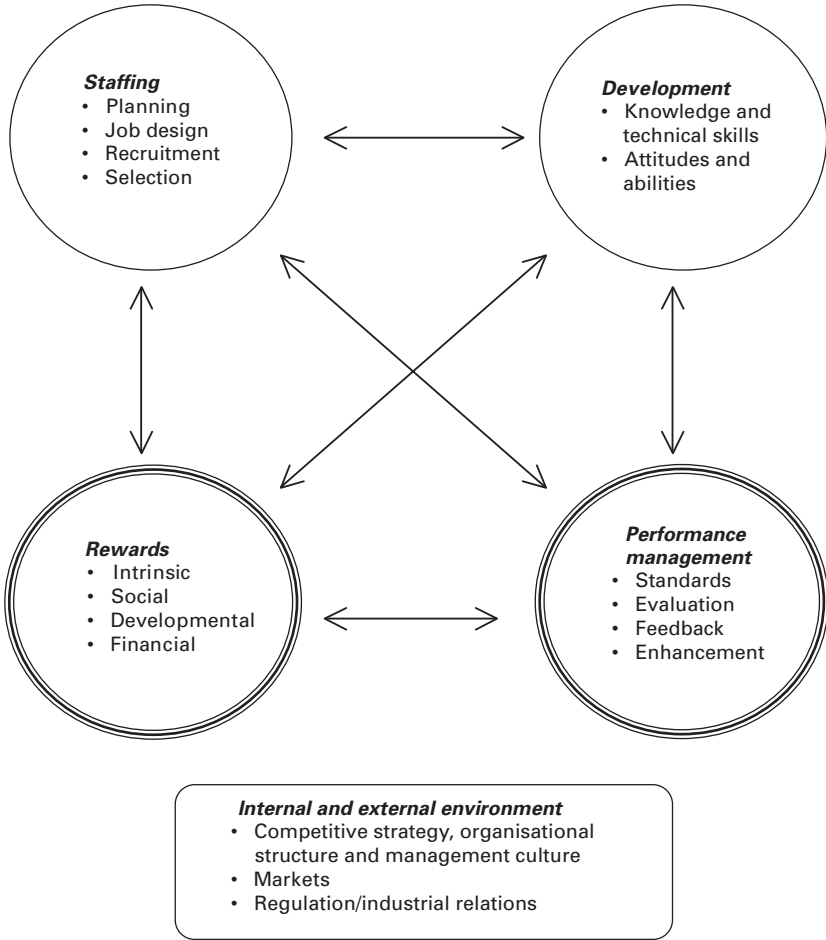 Staffing
• Planning
• Job design
• Recruitment
• Selection
Development
• Knowledge and
technical skills
• Attitudes and
abilities
Rewards
• Intrinsic
• Social
• Developmental
• Financial
Performance
management
• Standards
• Evaluation
• Feedback
• Enhancement
Internal and external environment
• Competitive strategy, organisational
structure and management culture
• Markets
• Regulation/industrial relations